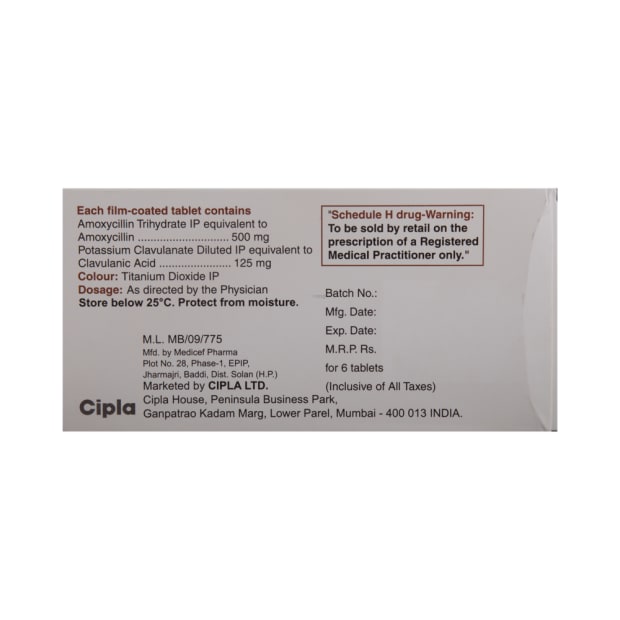 Each film-coated tablet contains
Amoxycillin Trihydrate IP equivalent to
Amoxycillin ............................. 500 mg
Potassium Clavulanate Diluted IP equivalent to
Clavulanic Acid ....................... 125 mg
Colour: Titanium Dioxide IP
Dosage: As directed by the Physician
Store below 25°C. Protect from moisture.
"Schedule H drug-Warning:
To be sold by retail on the
prescription of a Registered
Medical Practitioner only."
Batch No.:
Mfg. Date:
Exp. Date:
M.R.P. Rs.
for 6 tablets
(Inclusive of All Taxes)
M.L. MB/09/775
Mfd. by Medicef Pharma
Plot No. 28, Phase-1, EPIP,
Jharmajri, Baddi, Dist. Solan (H.P.)
Marketed by CIPLA LTD.
Cipla House, Peninsula Business Park,
Ganpatrao Kadam Marg, Lower Parel, Mumbai - 400 013 INDIA.
Cipla